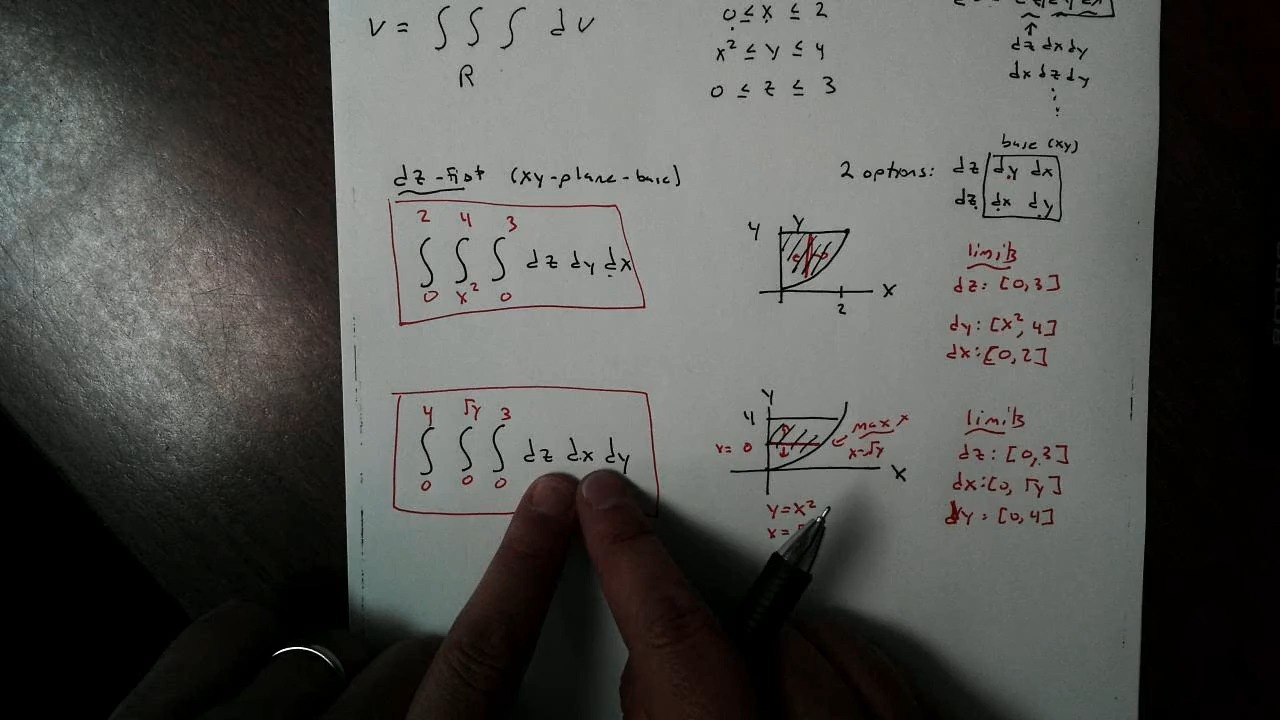 V = ∫ ∫ ∫ dV
R
0 ≤ x ≤ 2
x² ≤ y ≤ 4
0 ≤ z ≤ 3
↑
dz dx dy
dx dz dy
⋮
dz-first (xy-plane-base)
2 options:
base (xy)
dz dy dx
dz dx dy
2 4 3
∫ ∫ ∫ dz dy dx
0 x² 0
4 y
x
2
limits
dz: [0,3]
dy: [x², 4]
dx: [0,2]
4 √y 3
∫ ∫ ∫ dz dx dy
0 0 0
y
4
max x
x=√y
x= 0
x
y=x²
x=
limits
dz: [0,3]
dx: [0, √y]
dy: [0,4]